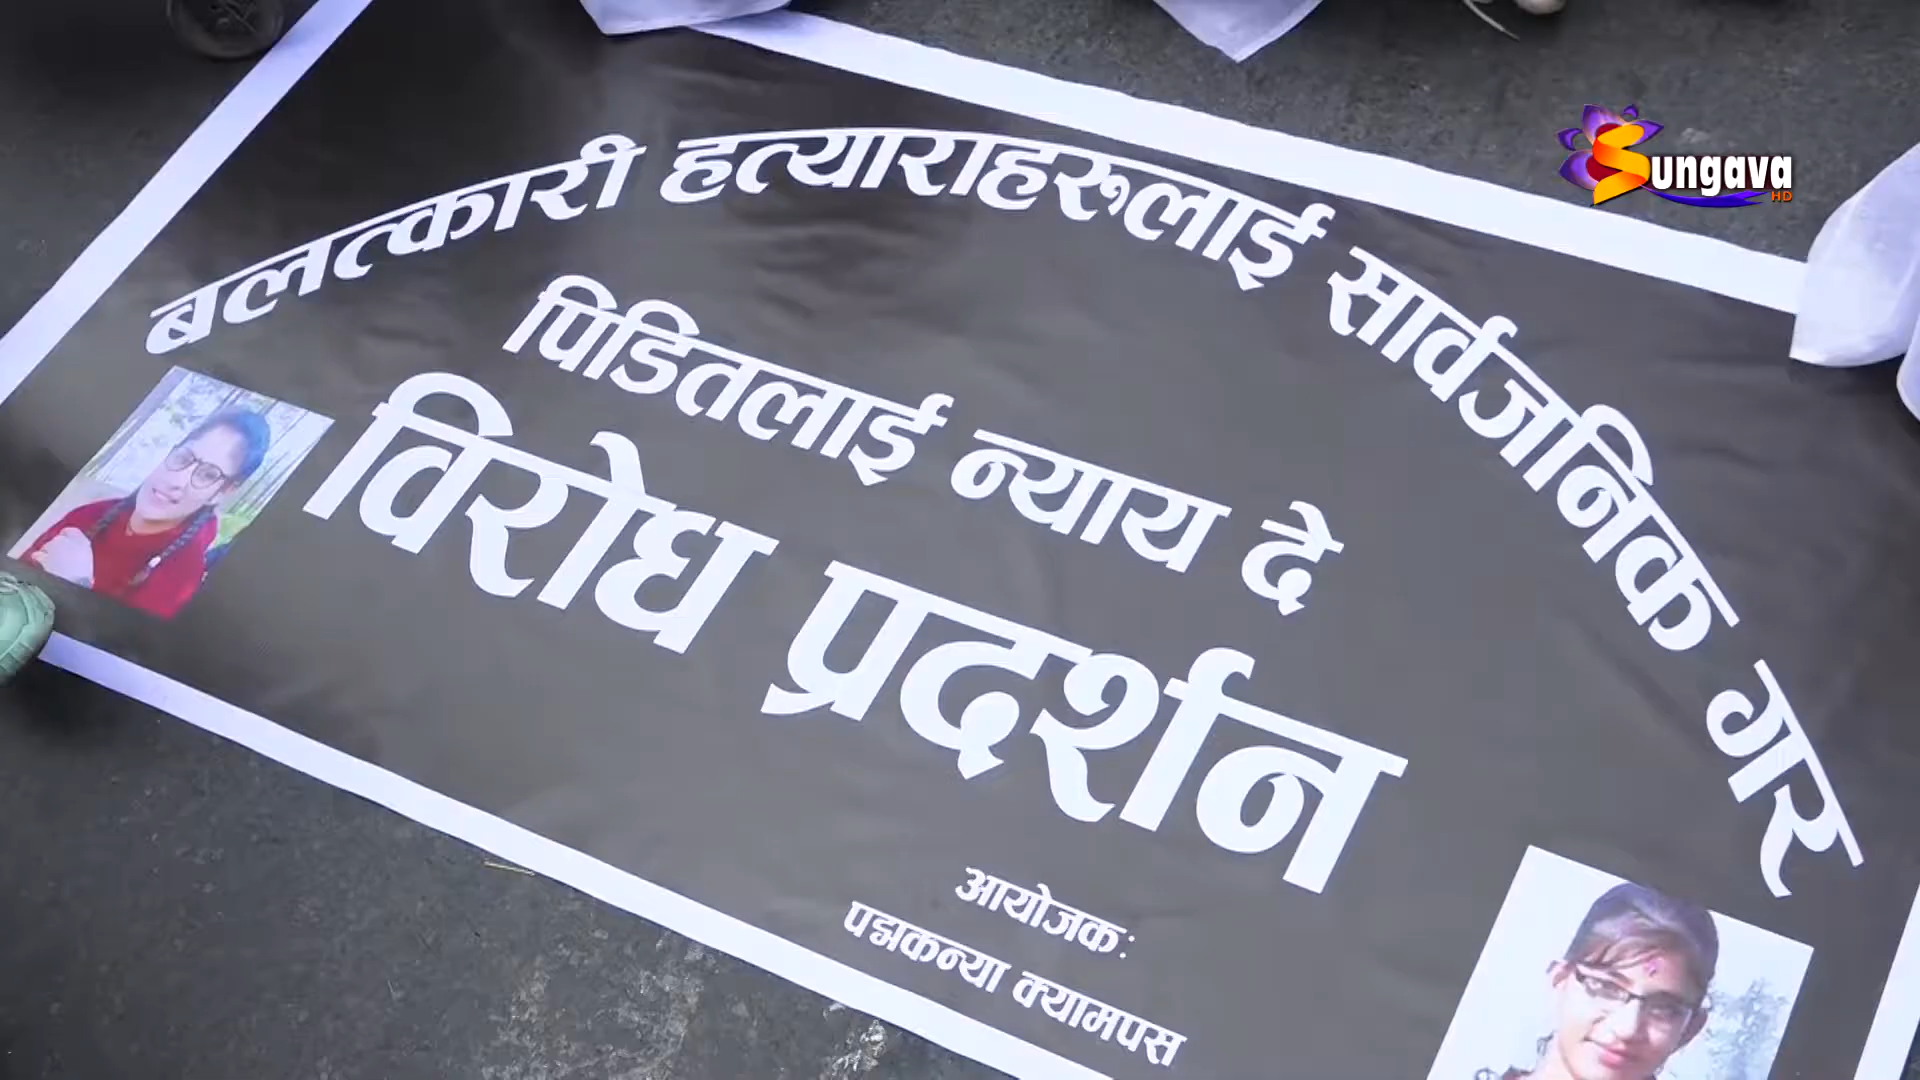 बलत्कारी हत्याराहरुलाई सार्वजनिक गर
पिडितलाई न्याय दे
विरोध प्रदर्शन
आयोजकः
पद्मकन्या क्याम्पस
Sungava
HD